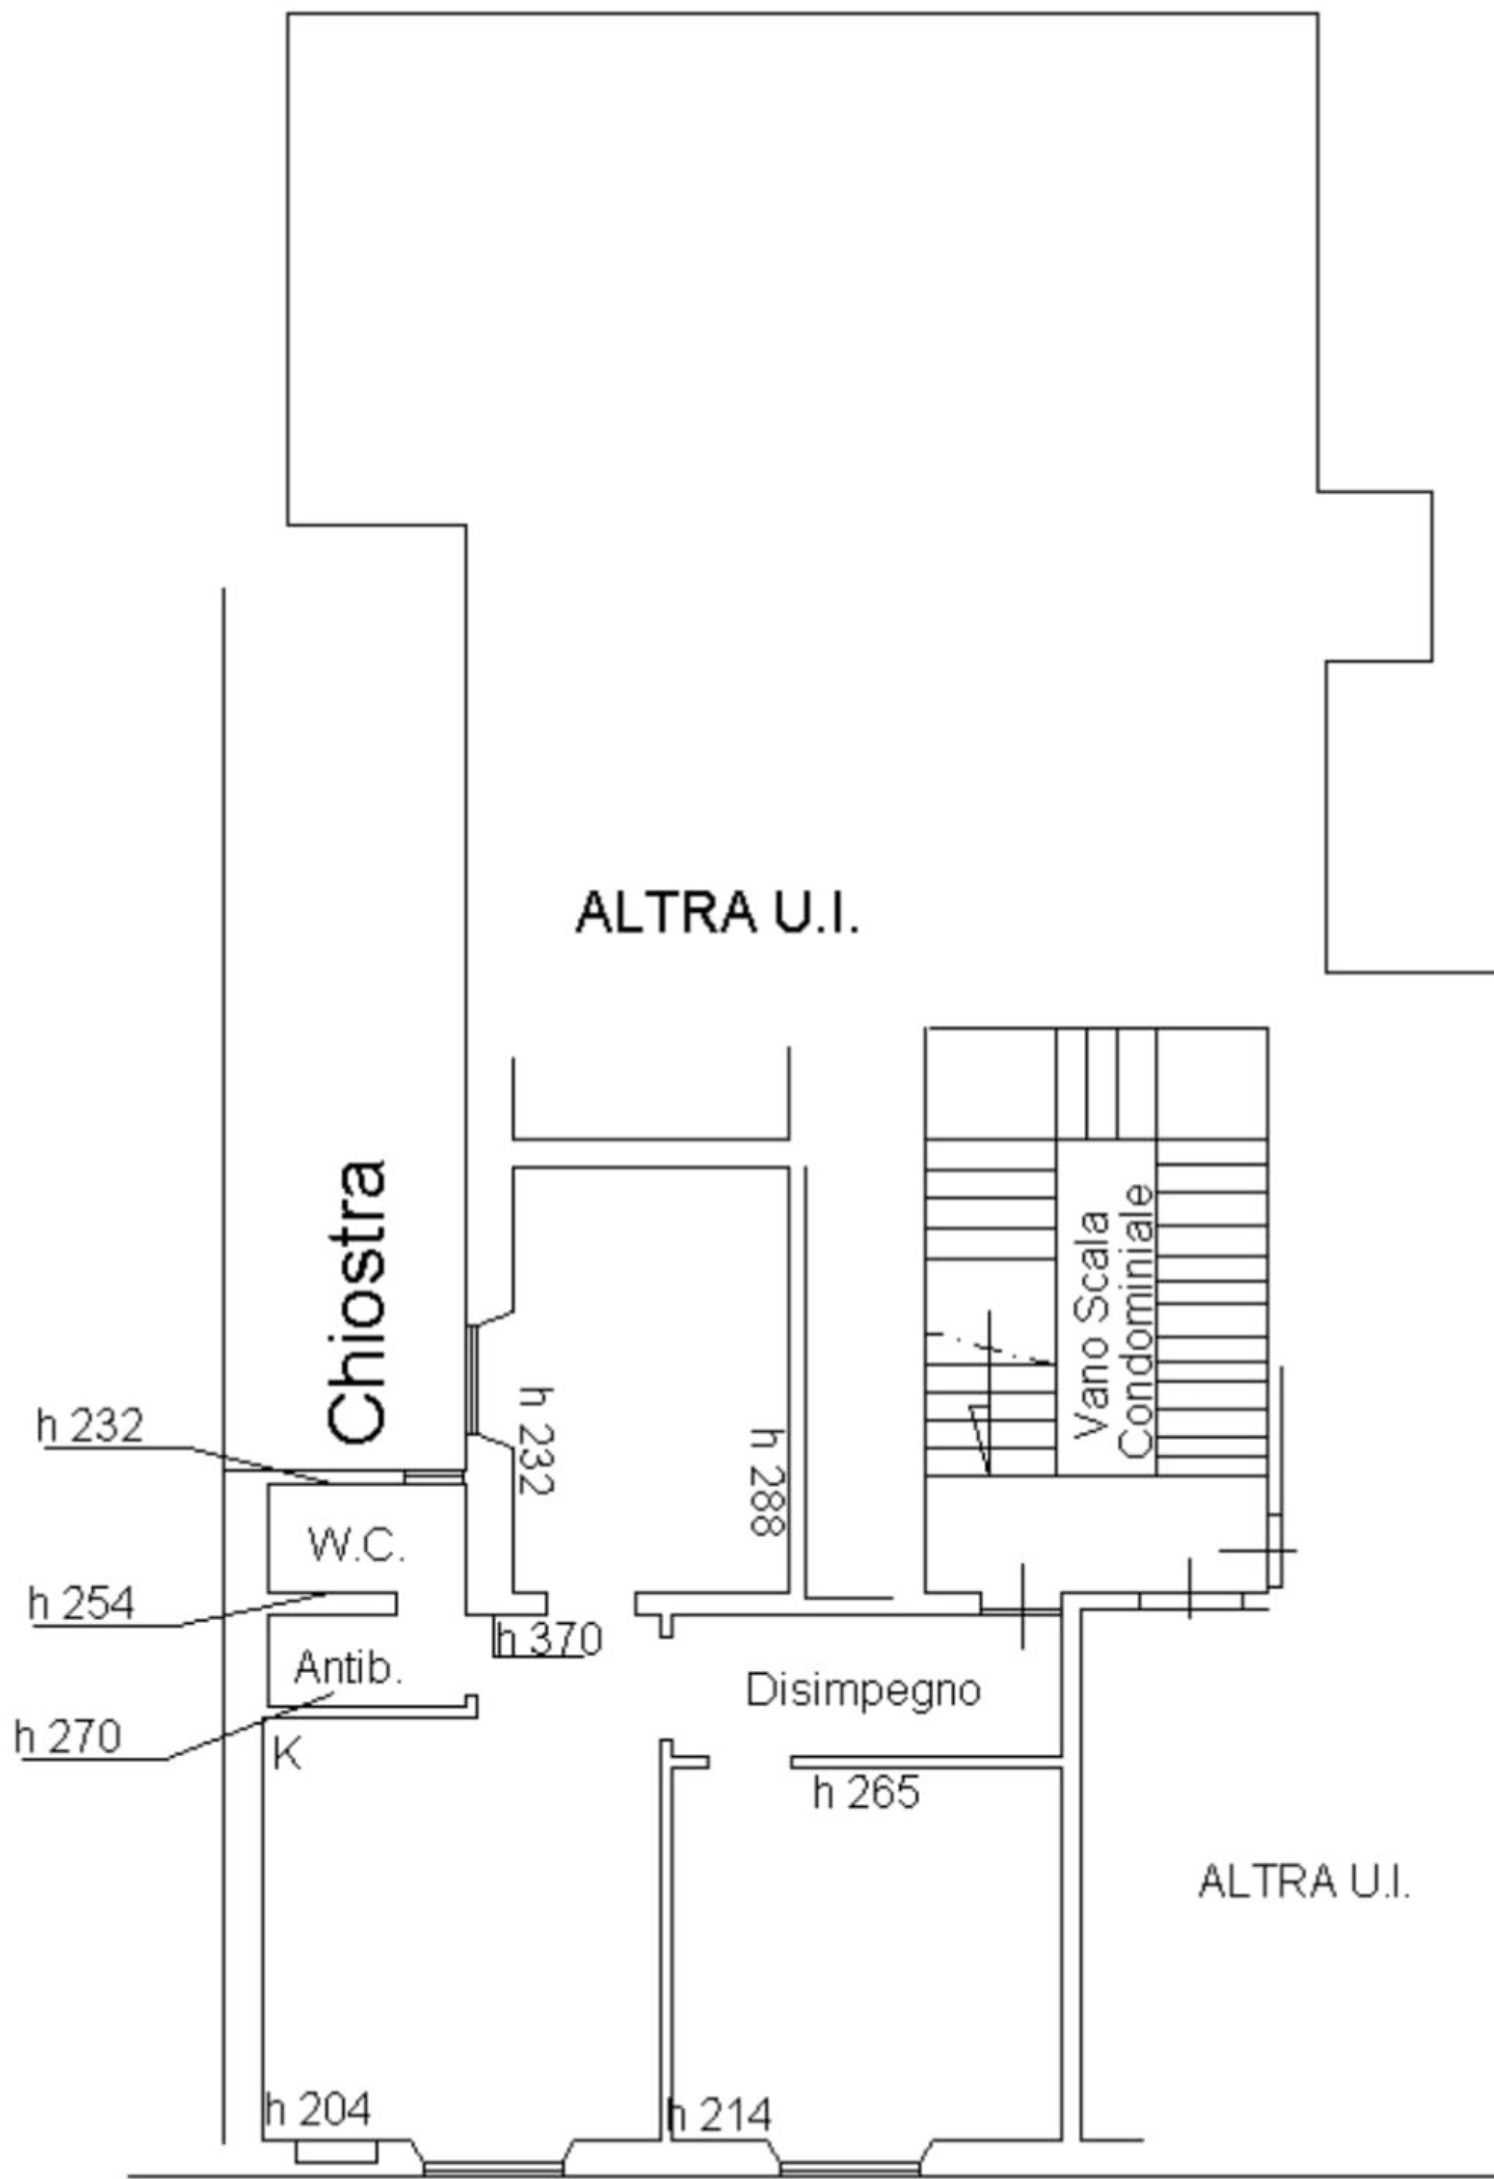 ALTRA U.I.
Chiostra
Vano Scala
Condominiale
h 232
h 232
h 288
W.C.
h 254
h 370
Antib.
Disimpegno
h 270
K
h 265
ALTRA U.I.
h 204
h 214